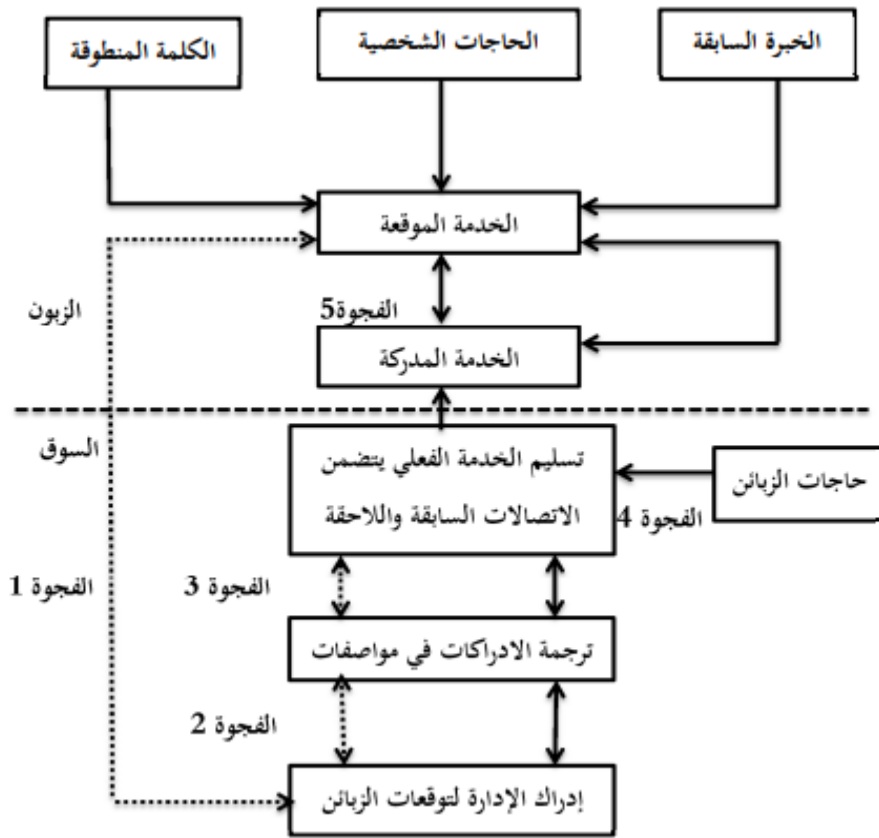 الخبرة السابقة
الحاجات الشخصية
الكلمة المنطوقة
الخدمة الموقعة
الفجوة5
الزبون
الخدمة المدركة
السوق
تسليم الخدمة الفعلي يتضمن
الاتصالات السابقة واللاحقة
حاجات الزبائن
الفجوة 4
الفجوة 3
الفجوة 1
ترجمة الادراكات في مواصفات
الفجوة 2
إدراك الإدارة لتوقعات الزبائن